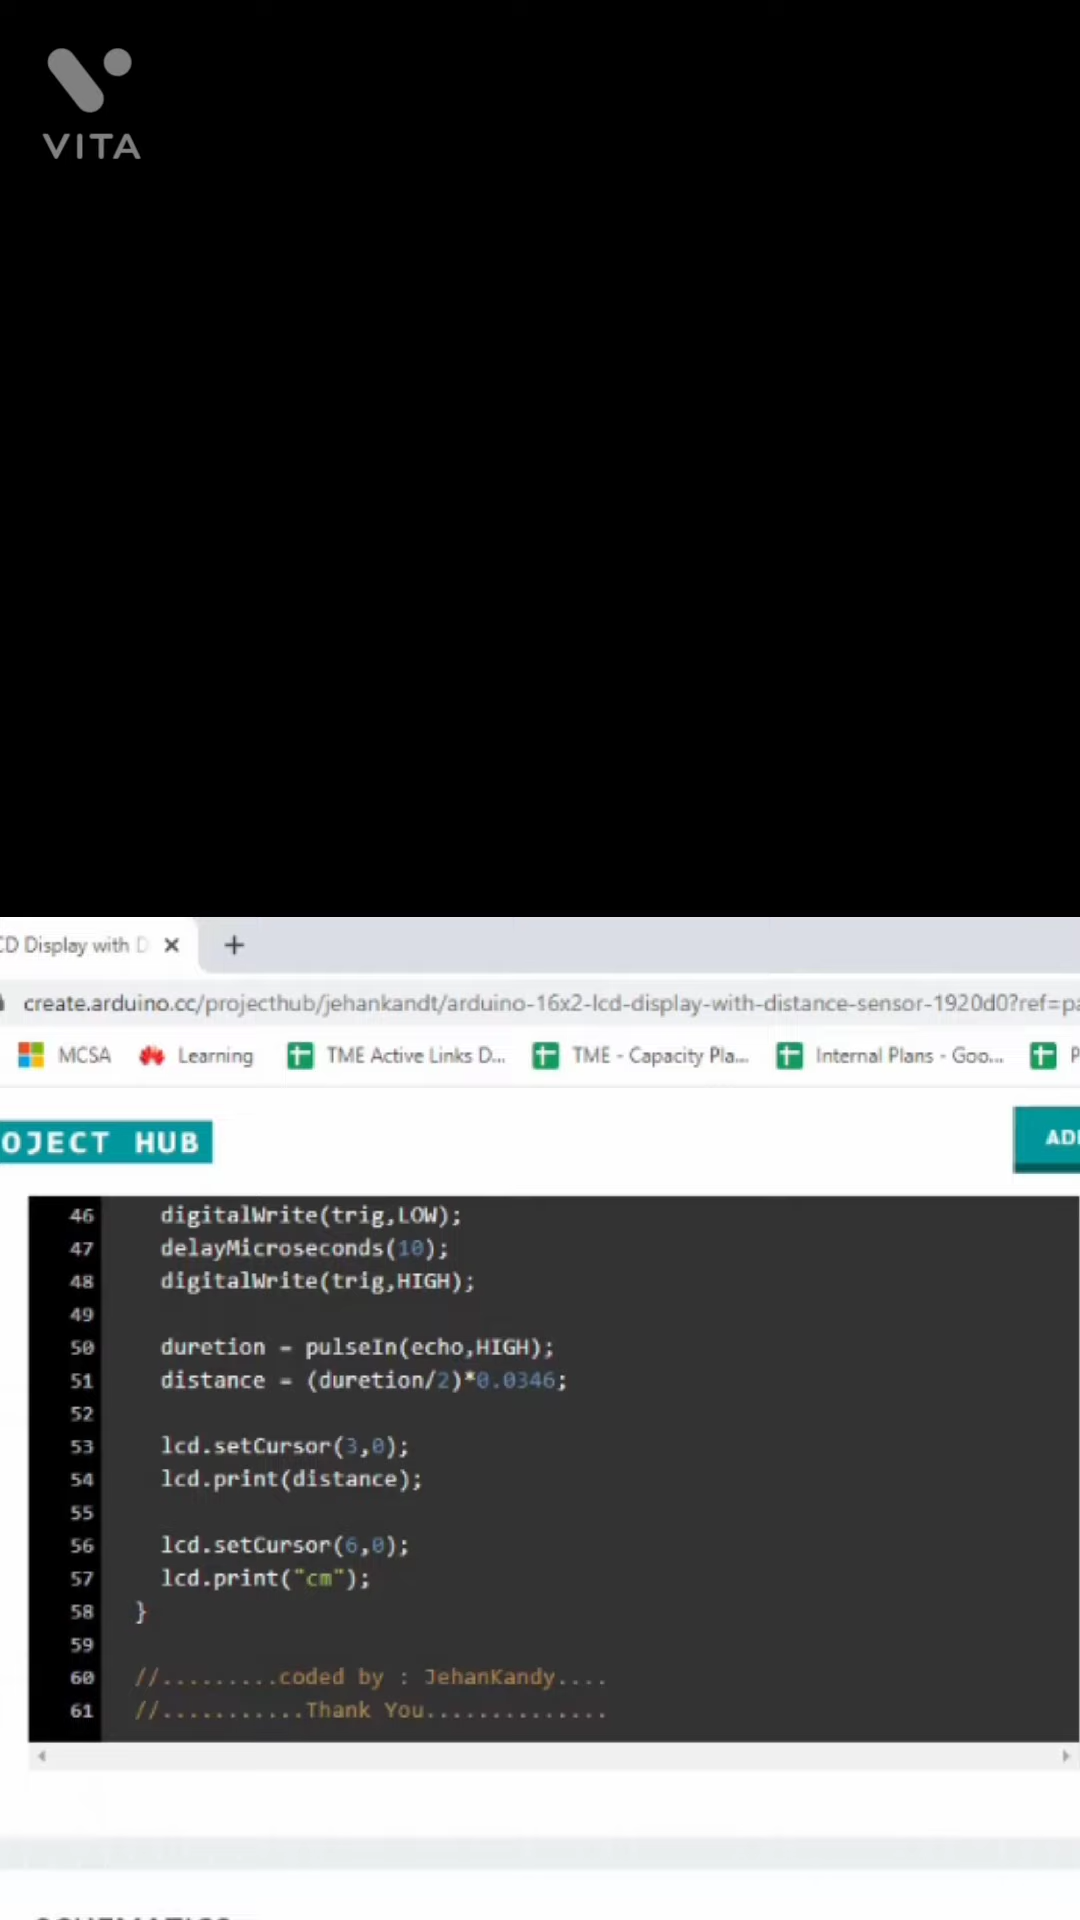 VITA
CD Display with D
create.arduino.cc/projecthub/jehankandt/arduino-16x2-lcd-display-with-distance-sensor-1920d0?ref=pa
MCSA Learning TME Active Links D... TME - Capacity Pla... Internal Plans - Goo... P
OJECT HUB
AD
46 digitalWrite(trig,LOW);
47 delayMicroseconds(10);
48 digitalWrite(trig,HIGH);
49
50 duretion = pulseIn(echo,HIGH);
51 distance = (duretion/2)*0.0346;
52
53 lcd.setCursor(3,0);
54 lcd.print(distance);
55
56 lcd.setCursor(6,0);
57 lcd.print("cm");
58 }
59
60 //.........coded by : JehanKandy....
61 //...........Thank You..............